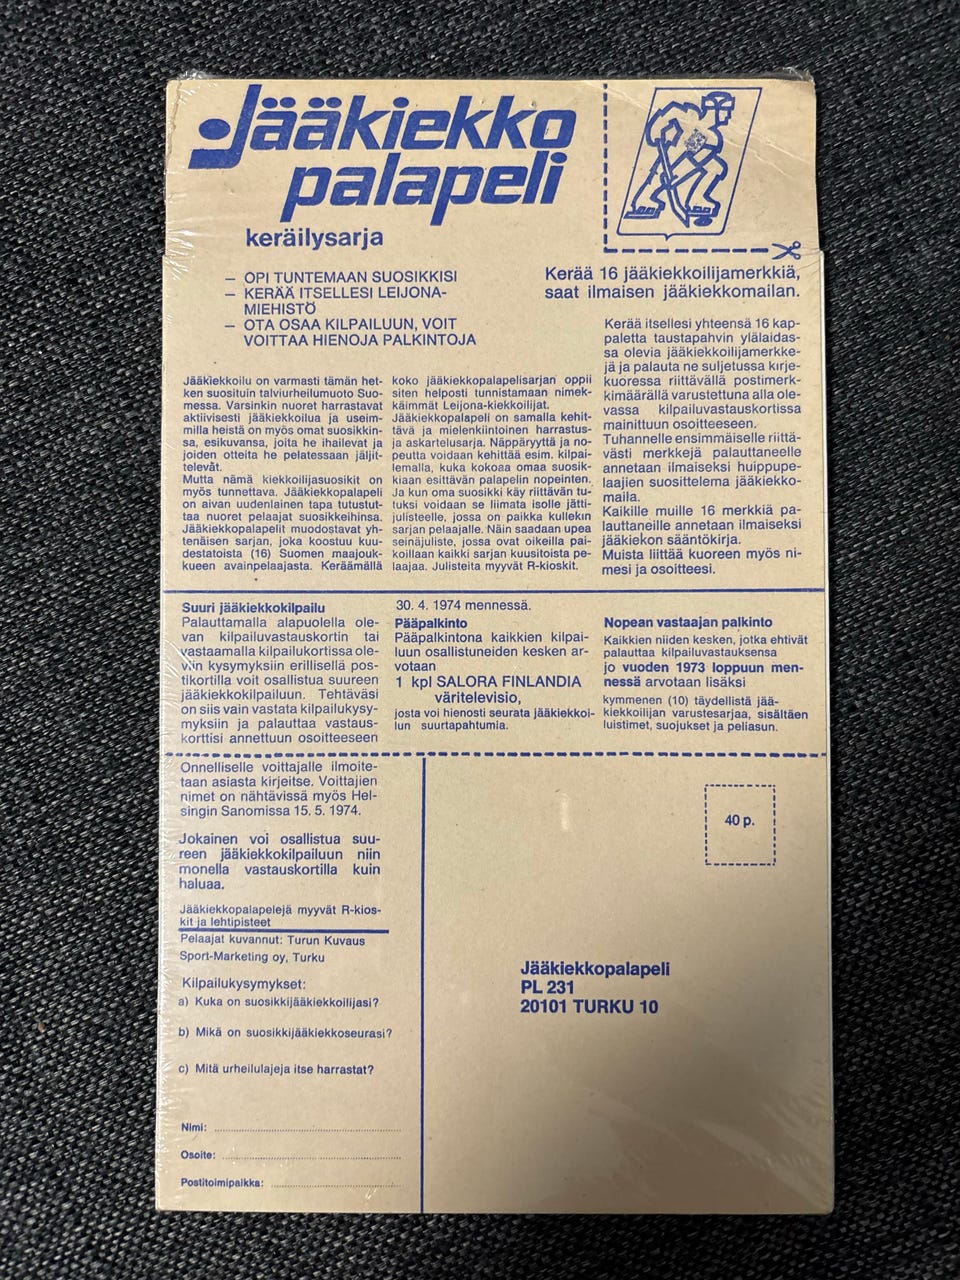 Jääkiekko
palapeli
keräilysarja
– OPI TUNTEMAAN SUOSIKKISI
– KERÄÄ ITSELLESI LEIJONA-
MIEHISTÖ
– OTA OSAA KILPAILUUN, VOIT
VOITTAA HIENOJA PALKINTOJA
Kerää 16 jääkiekkoilijamerkkiä,
saat ilmaisen jääkiekkomailan.
Jääkiekkoilu on varmasti tämän het-
ken suosituin talviurheilumuoto Suo-
messa. Varsinkin nuoret harrastavat
aktiivisesti jääkiekkoilua ja useim-
milla heistä on myös omat suosikkin-
sa, esikuvansa, joita he ihailevat ja
joiden otteita he pelatessaan jäljit-
televät.
Mutta nämä kiekkoilijasuosikit on
myös tunnettava. Jääkiekkopalapeli
on aivan uudenlainen tapa tutustut-
taa nuoret pelaajat suosikkeihinsa.
Jääkiekkopalapelit muodostavat yh-
tenäisen sarjan, joka koostuu kuu-
destatoista (16) Suomen maajouk-
kueen avainpelaajasta. Keräämällä
koko jääkiekkopalapelisarjan oppii
siten helposti tunnistamaan nimek-
käimmät Leijona-kiekkoilijat.
Jääkiekkopalapeli on samalla kehit-
tävä ja mielenkiintoinen harrastus-
ja askartelusarja. Näppäryyttä ja no-
peutta voidaan kehittää esim. kilpai-
lemalla, kuka kokoaa omaa suosik-
kiaan esittävän palapelin nopeinten.
Ja kun oma suosikki käy riittävän tu-
tuksi voidaan se liimata isolle jätti-
julisteelle, jossa on paikka kullekin
sarjan pelaajalle. Näin saadaan upea
seinäjuliste, jossa ovat oikeilla pai-
koillaan kaikki sarjan kuusitoista pe-
laajaa. Julisteita myyvät R-kioskit.
Kerää itsellesi yhteensä 16 kap-
paletta taustapahvin ylälaidas-
sa olevia jääkiekkoilijamerkke-
jä ja palauta ne suljetussa kirje-
kuoressa riittävällä postimerk-
kimäärällä varustettuna alla ole-
vassa kilpailuvastauskortissa
mainittuun osoitteeseen.
Tuhannelle ensimmäiselle riittä-
västi merkkejä palauttaneelle
annetaan ilmaiseksi huippupe-
laajien suosittelema jääkiekko-
maila.
Kaikille muille 16 merkkiä pa-
lauttaneille annetaan ilmaiseksi
jääkiekon sääntökirja.
Muista liittää kuoreen myös ni-
mesi ja osoitteesi.
Suuri jääkiekkokilpailu
Palauttamalla alapuolella ole-
van kilpailuvastauskortin tai
vastaamalla kilpailukortissa ole-
viin kysymyksiin erillisellä pos-
tikortilla voit osallistua suureen
jääkiekkokilpailuun. Tehtäväsi
on siis vain vastata kilpailukysy-
myksiin ja palauttaa vastaus-
korttisi annettuun osoitteeseen
30. 4. 1974 mennessä.
Pääpalkinto
Pääpalkintona kaikkien kilpai-
luun osallistuneiden kesken ar-
votaan
1 kpl SALORA FINLANDIA
väritelevisio,
josta voi hienosti seurata jääkiekkoi-
lun suurtapahtumia.
Nopean vastaajan palkinto
Kaikkien niiden kesken, jotka ehtivät
palauttaa kilpailuvastauksensa
jo vuoden 1973 loppuun men-
nessä arvotaan lisäksi
kymmenen (10) täydellistä jää-
kiekkoilijan varustesarjaa, sisältäen
luistimet, suojukset ja peliasun.
Onnelliselle voittajalle ilmoite-
taan asiasta kirjeitse. Voittajien
nimet on nähtävissä myös Hel-
singin Sanomissa 15. 5. 1974.
Jokainen voi osallistua suu-
reen jääkiekkokilpailuun niin
monella vastauskortilla kuin
haluaa.
Jääkiekkopalapelejä myyvät R-kios-
kit ja lehtipisteet
Pelaajat kuvannut: Turun Kuvaus
Sport-Marketing oy, Turku
Kilpailukysymykset:
a) Kuka on suosikkijääkiekkoilijasi?
b) Mikä on suosikkijääkiekkoseurasi?
c) Mitä urheilulajeja itse harrastat?
Nimi:
Osoite:
Postitoimipaikka:
40 p.
Jääkiekkopalapeli
PL 231
20101 TURKU 10